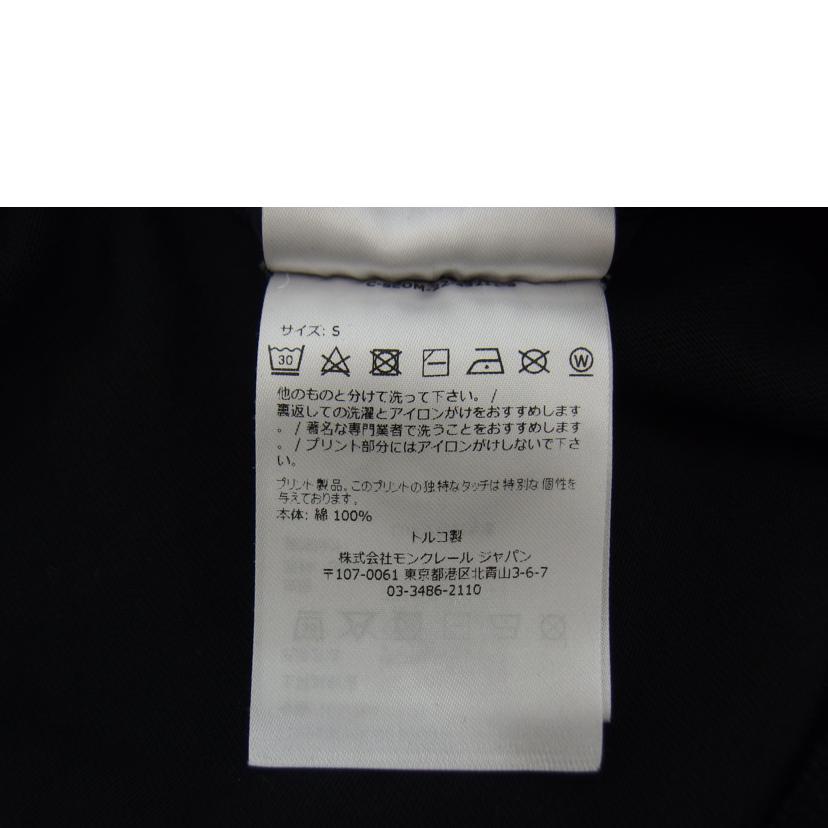 サイズ: S
30
W
他のものと分けて洗って下さい。 /
裏返しての洗濯とアイロンがけをおすすめします
。 / 著名な専門業者で洗うことをおすすめします
。 / プリント部分にはアイロンがけしないで下さ
い。
プリント製品。このプリントの独特なタッチは特別な個性を
与えております。
本体: 綿 100%
トルコ製
株式会社モンクレール ジャパン
〒107-0061 東京都港区北青山3-6-7
03-3486-2110